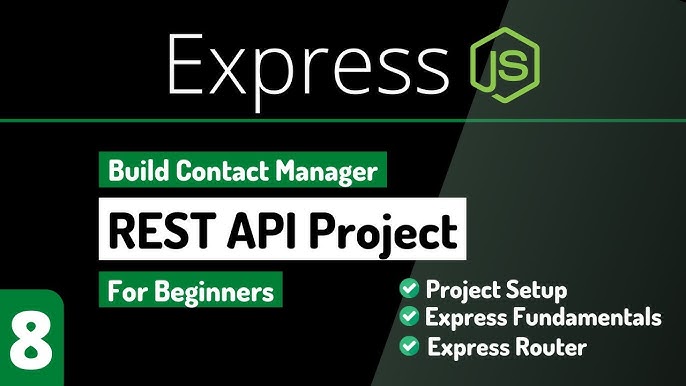 Express JS
Build Contact Manager
REST API Project
For Beginners
Project Setup
Express Fundamentals
Express Router
8